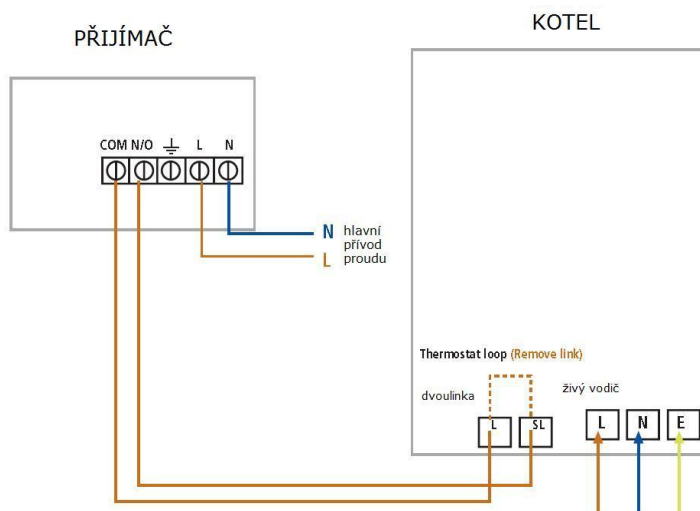 KOTEL
PŘIJÍMAČ
COM N/O L N
N hlavní
přívod
L proudu
Thermostat loop (Remove link)
dvoulinka
živý vodič
L SL L N E